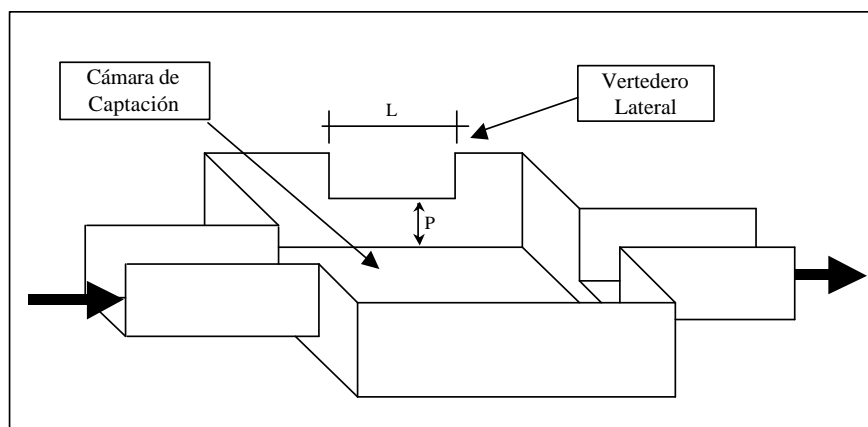 Cámara de
Captación
L
Vertedero
Lateral
P